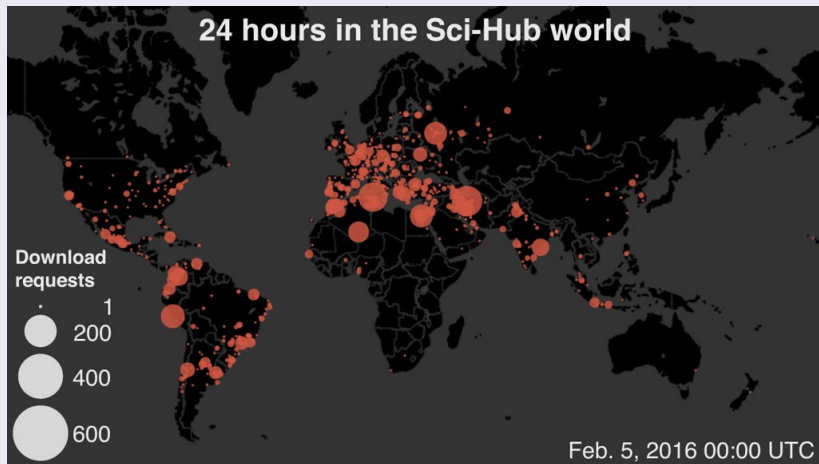 24 hours in the Sci-Hub world
Download
requests
1
200
400
600
Feb. 5, 2016 00:00 UTC